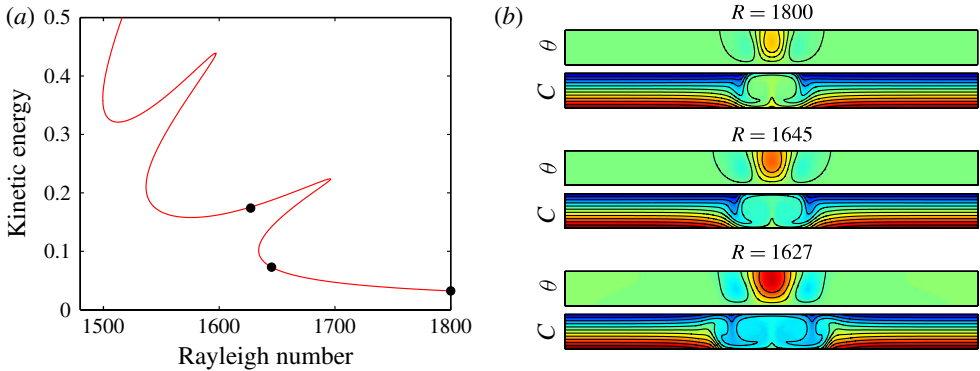 (a)
0.5
0.4
0.3
0.2
0.1
0
Kinetic energy
1500
1600
1700
1800
Rayleigh number
(b)
R = 1800
θ
C
R = 1645
θ
C
R = 1627
θ
C